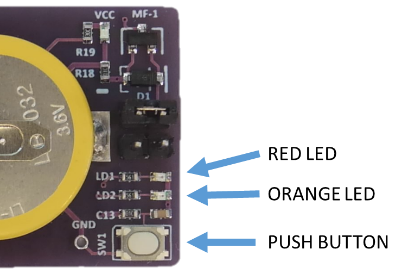 VCC MF-1
R19
R18
D1
032
3.6V
LD1
LD2
C13
GND
SW1
RED LED
ORANGE LED
PUSH BUTTON